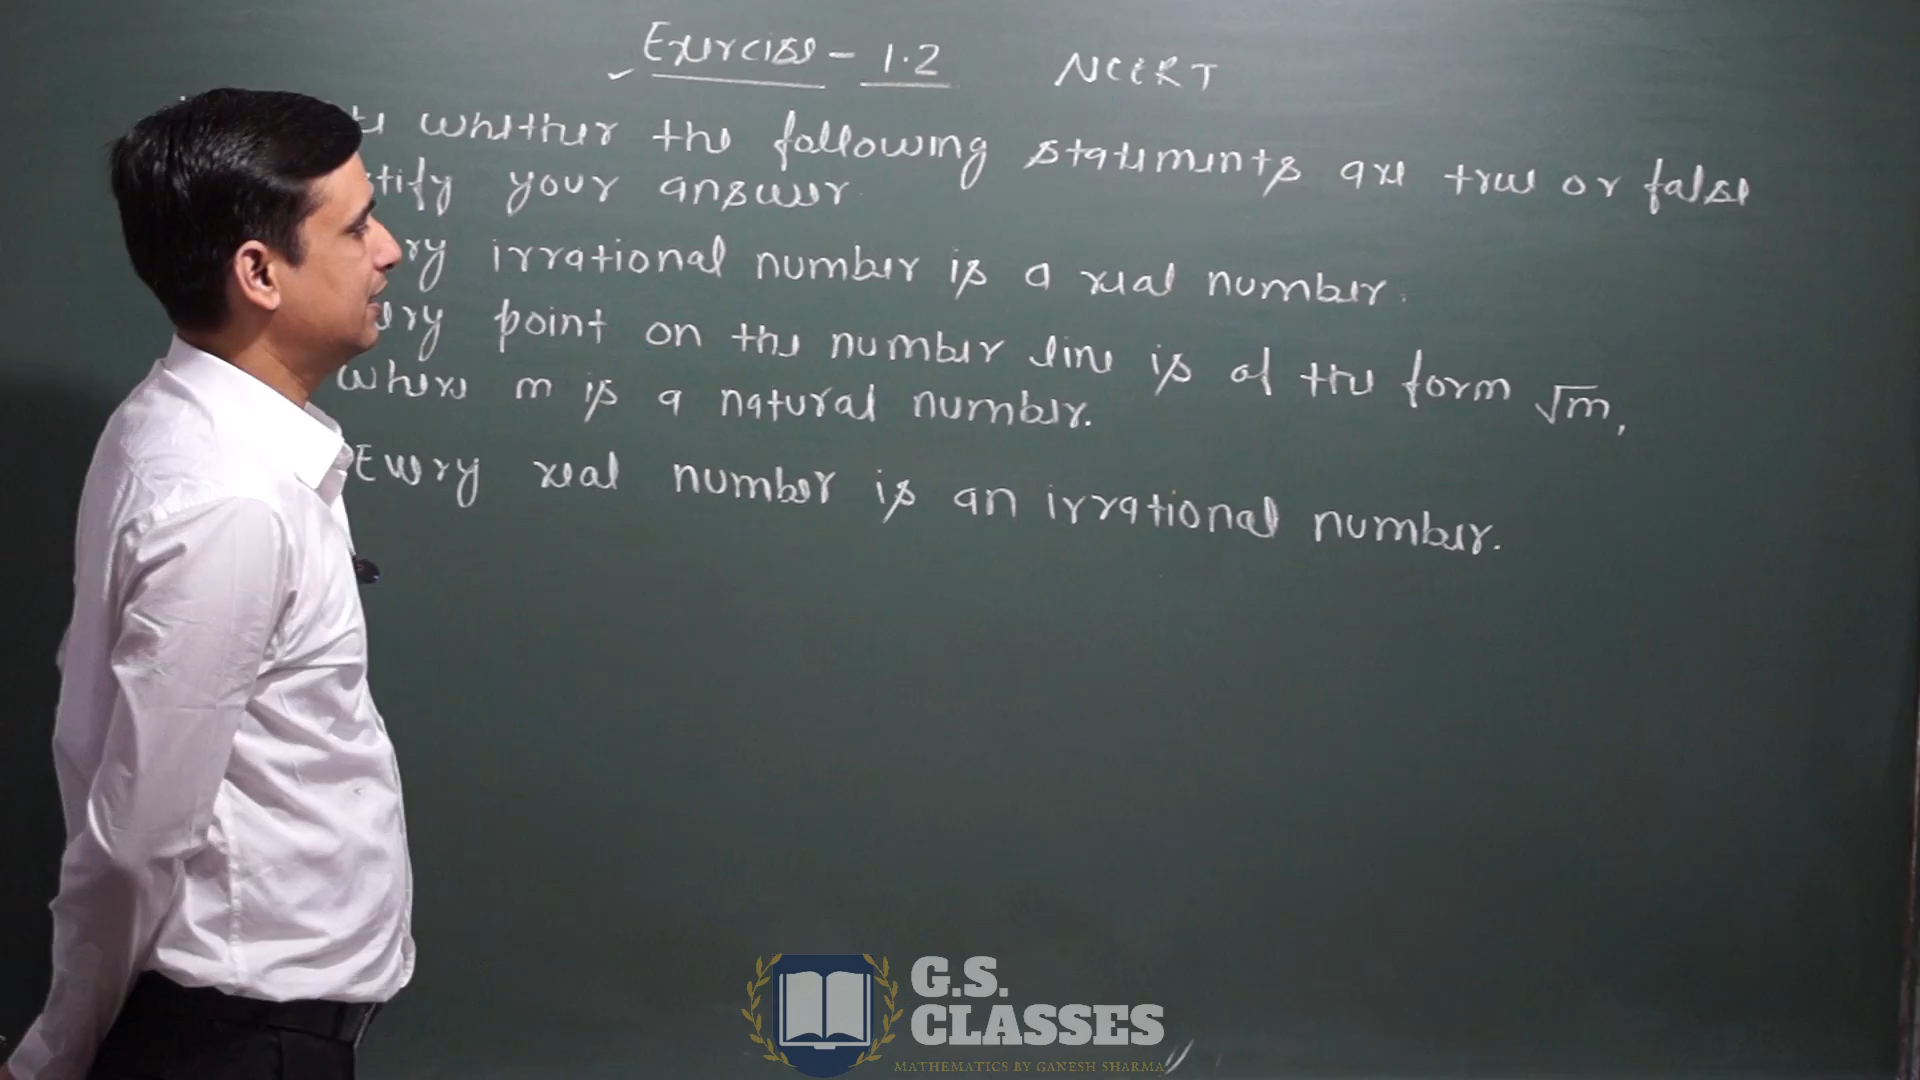 Exercise - 1.2 NCERT
whether the following statements are true or false
tify your answer.
ry irrational number is a real number.
ery point on the number line is of the form √m,
where m is a natural number.
Every real number is an irrational number.
G.S.
CLASSES
MATHEMATICS BY GANESH SHARMA